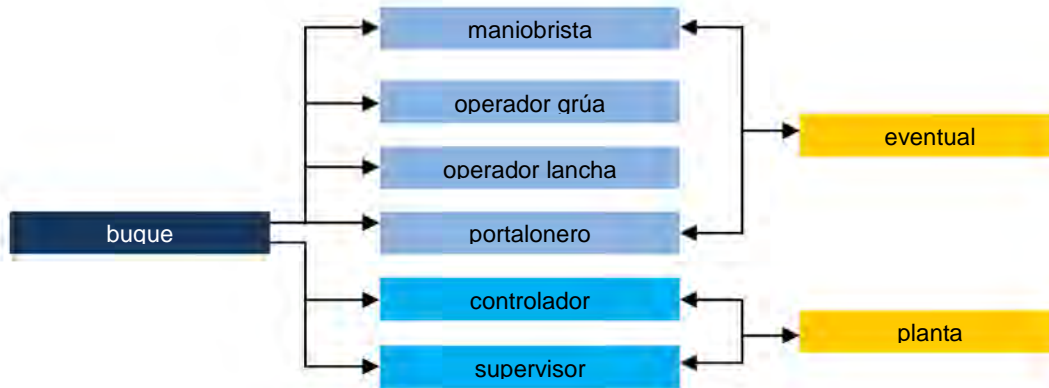 maniobrista
operador grúa
eventual
operador lancha
buque
portalonero
controlador
planta
supervisor